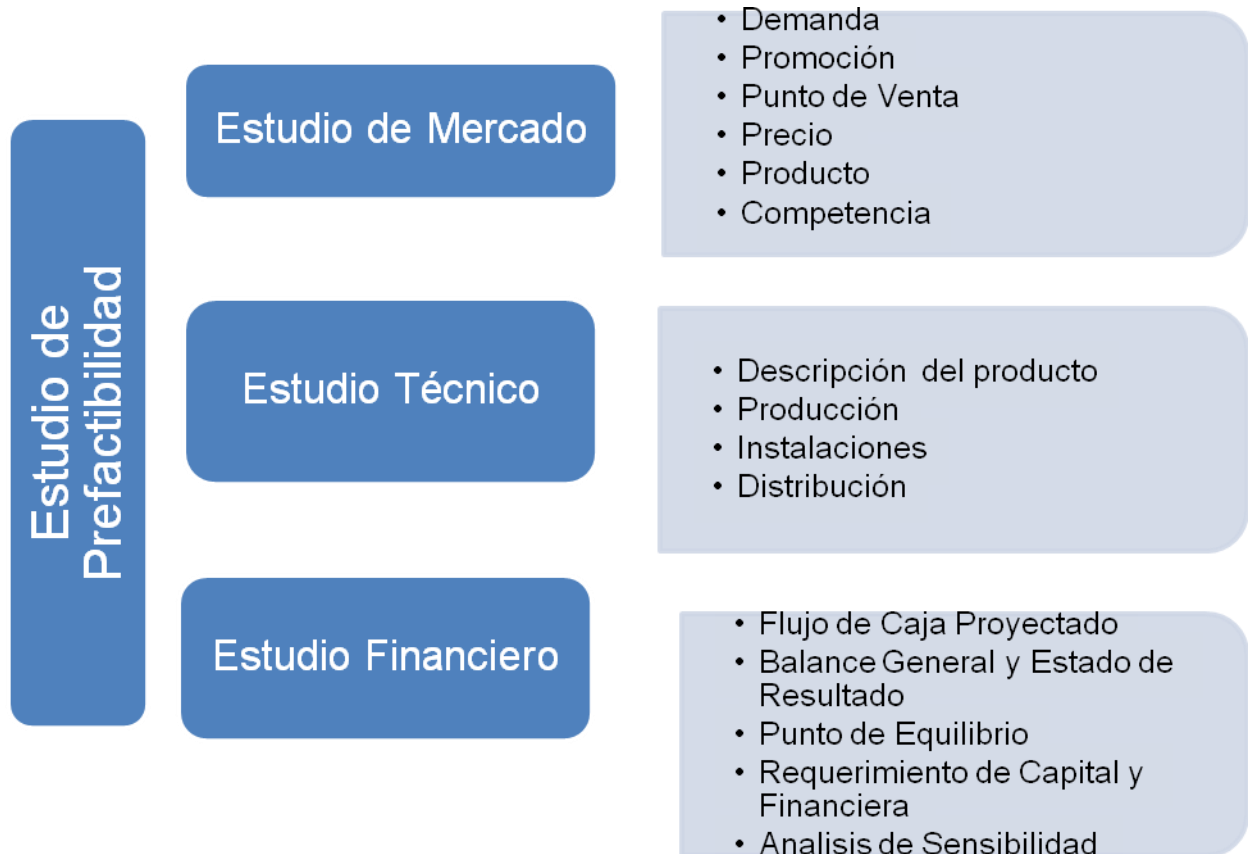 Estudio de
Prefactibilidad
Estudio de Mercado
• Demanda
• Promoción
• Punto de Venta
• Precio
• Producto
• Competencia
Estudio Técnico
• Descripción del producto
• Producción
• Instalaciones
• Distribución
Estudio Financiero
• Flujo de Caja Proyectado
• Balance General y Estado de
Resultado
• Punto de Equilibrio
• Requerimiento de Capital y
Financiera
• Analisis de Sensibilidad